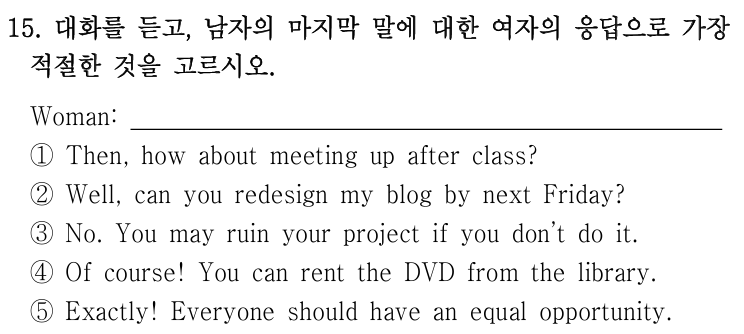 15. 대화를 듣고, 남자의 마지막 말에 대한 여자의 응답으로 가장
적절한 것을 고르시오.
Woman: 
① Then, how about meeting up after class?
② Well, can you redesign my blog by next Friday?
③ No. You may ruin your project if you don't do it.
④ Of course! You can rent the DVD from the library.
⑤ Exactly! Everyone should have an equal opportunity.